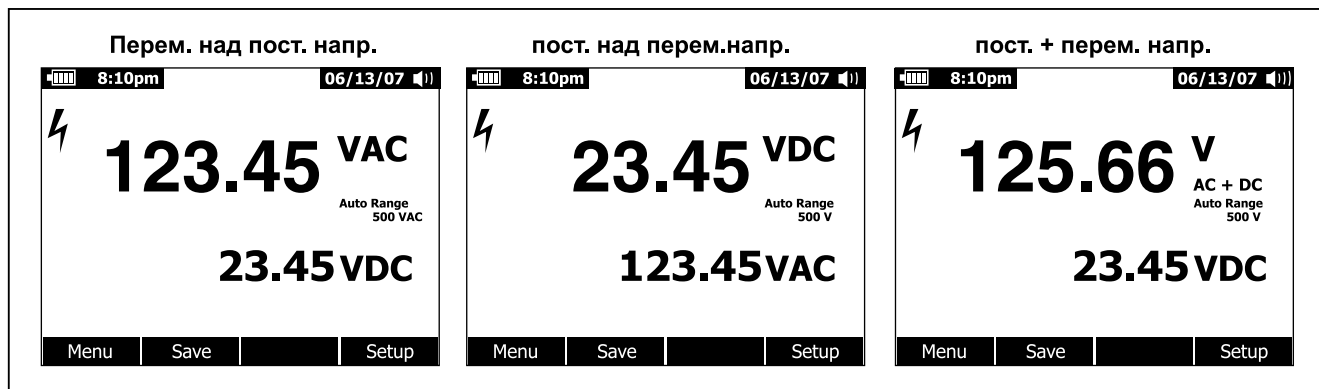 Перем. над пост. напр.
8:10pm 06/13/07
123.45 VAC
Auto Range
500 VAC
23.45 VDC
Menu Save Setup
пост. над перем.напр.
8:10pm 06/13/07
23.45 VDC
Auto Range
500 V
123.45 VAC
Menu Save Setup
пост. + перем. напр.
8:10pm 06/13/07
125.66 V
AC + DC
Auto Range
500 V
23.45 VDC
Menu Save Setup